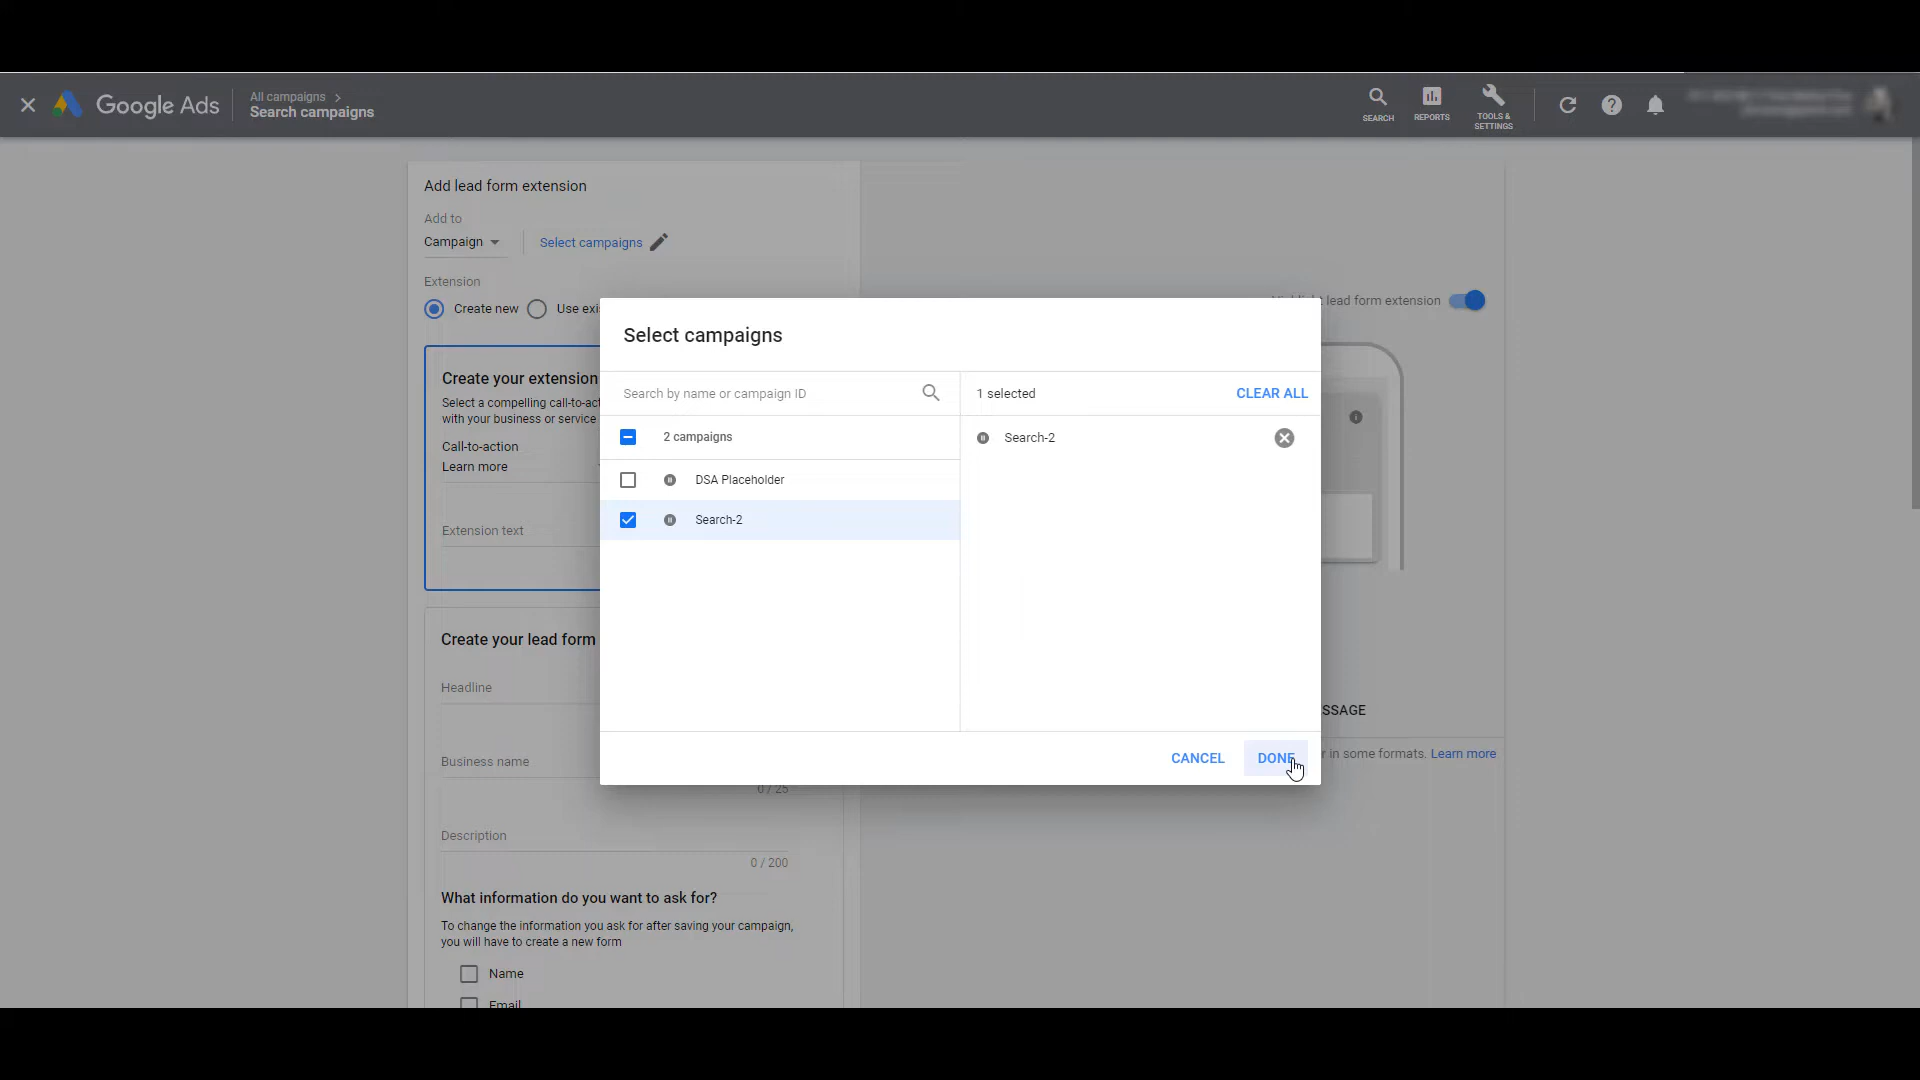 Google Ads
All campaigns
Search campaigns
SEARCH
REPORTS
TOOLS &
SETTINGS
Add lead form extension
Add to
Campaign
Select campaigns
Extension
Create new
Use
lead form extension
Create your extension
Select a compelling
with your business or service
Call-to-action
Learn more
Extension text
Select campaigns
Search by name or campaign ID
1 selected
CLEAR ALL
2 campaigns
Search-2
DSA Placeholder
Search-2
CANCEL
DONE
Create your lead form
Headline
Business name
0 / 25
Description
0 / 200
in some formats. Learn more
What information do you want to ask for?
To change the information you ask for after saving your campaign,
you will have to create a new form
Name
Email